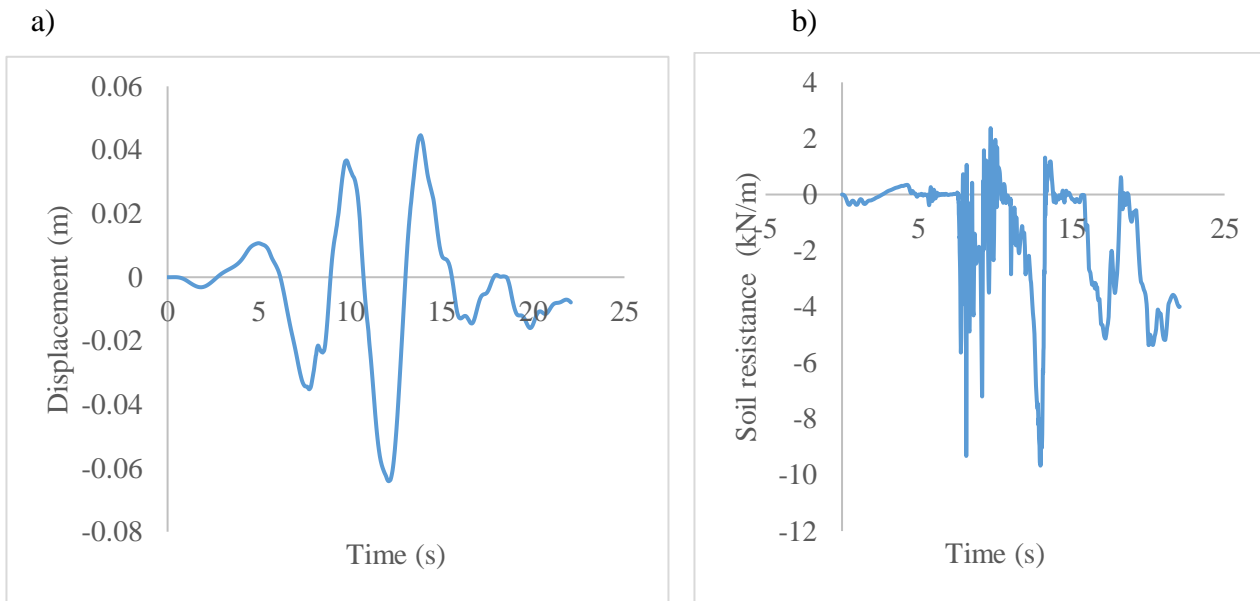 a)
0.06
0.04
0.02
0
-0.02
-0.04
-0.06
-0.08
0 5 10 15 20 25
Displacement (m)
Time (s)
b)
4
2
0
-2
-4
-6
-8
-10
-12
-5 5 15 25
Soil resistance (kN/m)
Time (s)